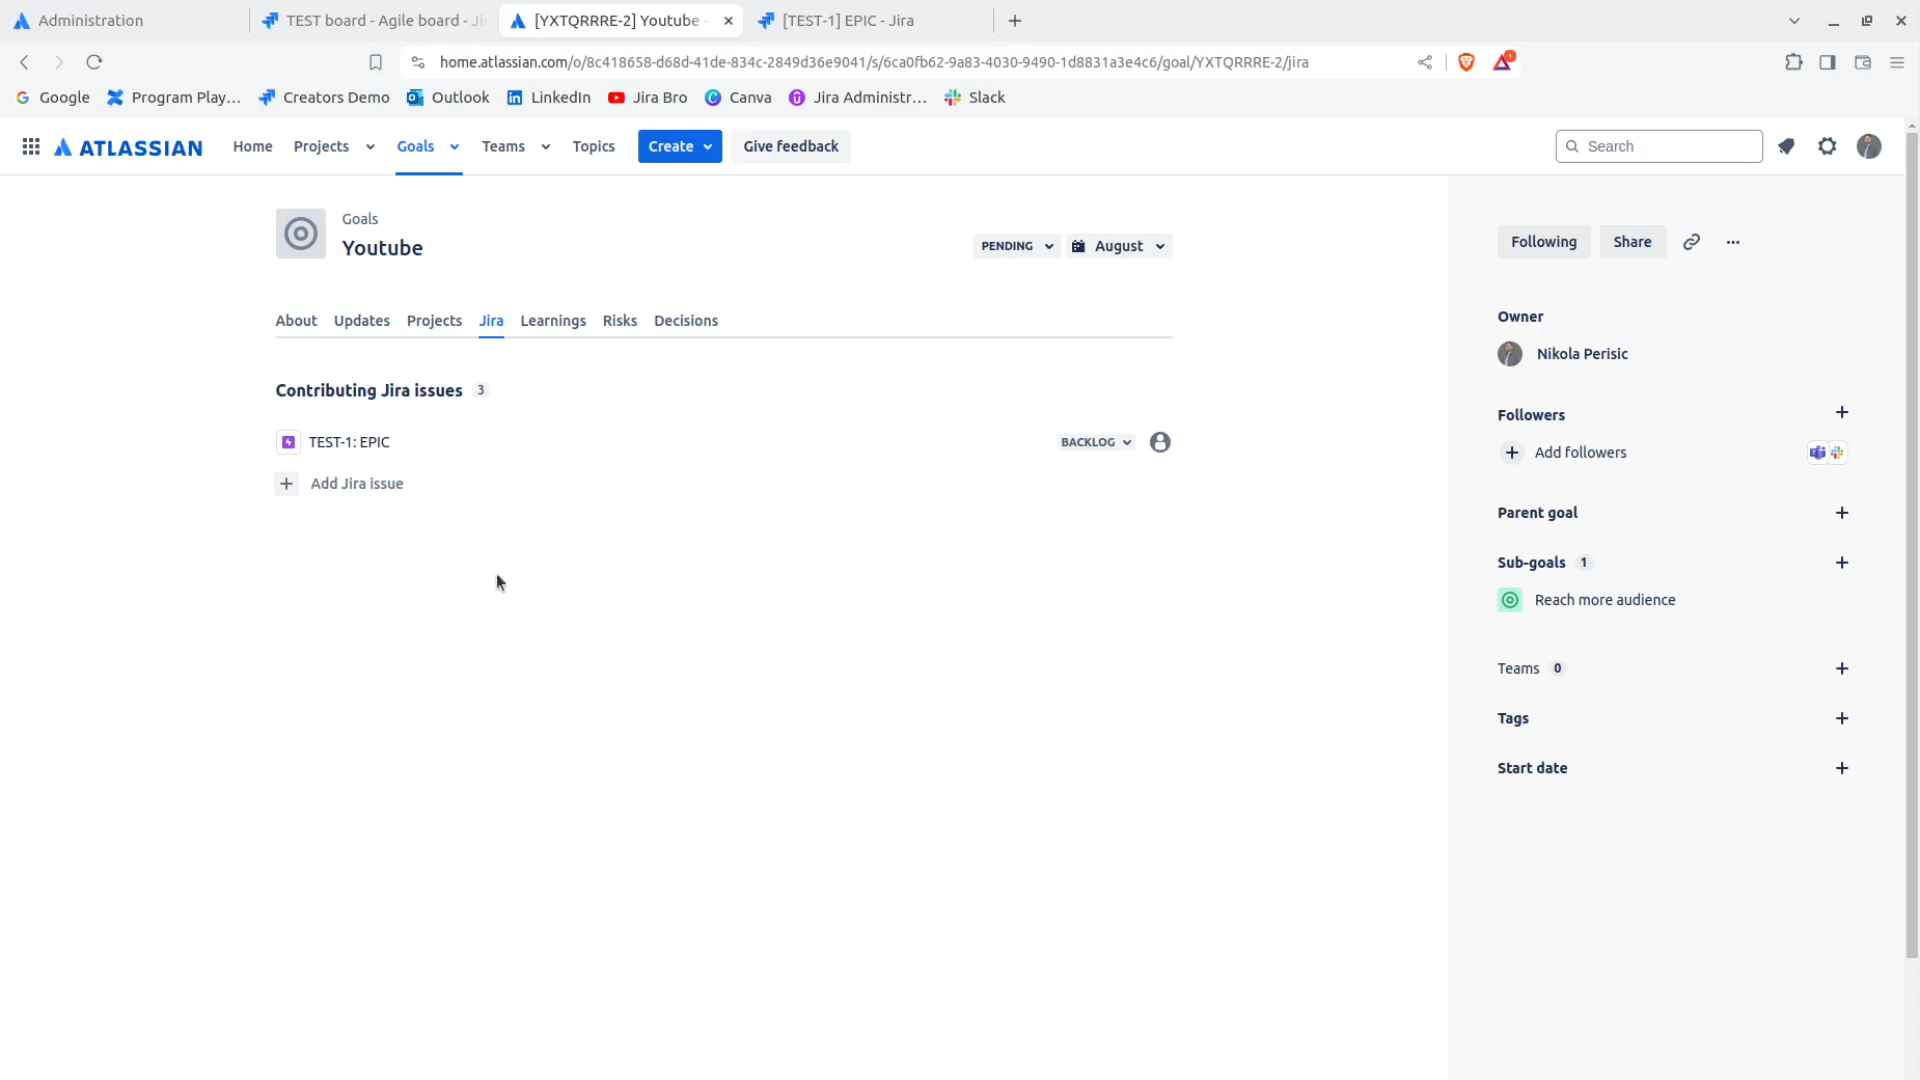 Administration
TEST board - Agile board - Ji
[YXTQRRRE-2] Youtube -
[TEST-1] EPIC - Jira
home.atlassian.com/o/8c418658-d68d-41de-834c-2849d36e9041/s/6ca0fb62-9a83-4030-9490-1d8831a3e4c6/goal/YXTQRRRE-2/jira
1
Google
Program Play...
Creators Demo
Outlook
LinkedIn
Jira Bro
Canva
Jira Administr...
Slack
ATLASSIAN
Home
Projects
Goals
Teams
Topics
Create
Give feedback
Search
Goals
Youtube
PENDING
August
Following
Share
About
Updates
Projects
Jira
Learnings
Risks
Decisions
Contributing Jira issues 3
TEST-1: EPIC
BACKLOG
Add Jira issue
Owner
Nikola Perisic
Followers
Add followers
Parent goal
Sub-goals 1
Reach more audience
Teams 0
Tags
Start date